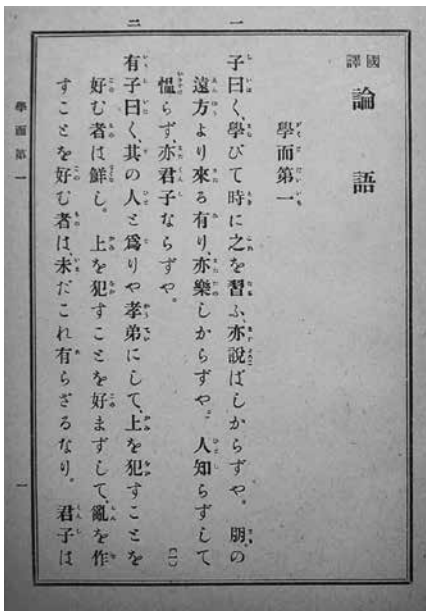 國譯
論語
學而第一
一
子曰く、學びて時に之を習ふ、亦說ばしからずや。朋の
遠方より來る有り、亦樂しからずや。人知らずして
慍らず、亦君子ならずや。(一)
二
有子曰く、其の人と爲りや孝弟にして、上を犯すことを
好む者は鮮し。上を犯すことを好まずして、亂を作
すことを好む者は、未だこれ有らざるなり。君子は
學而第一
一